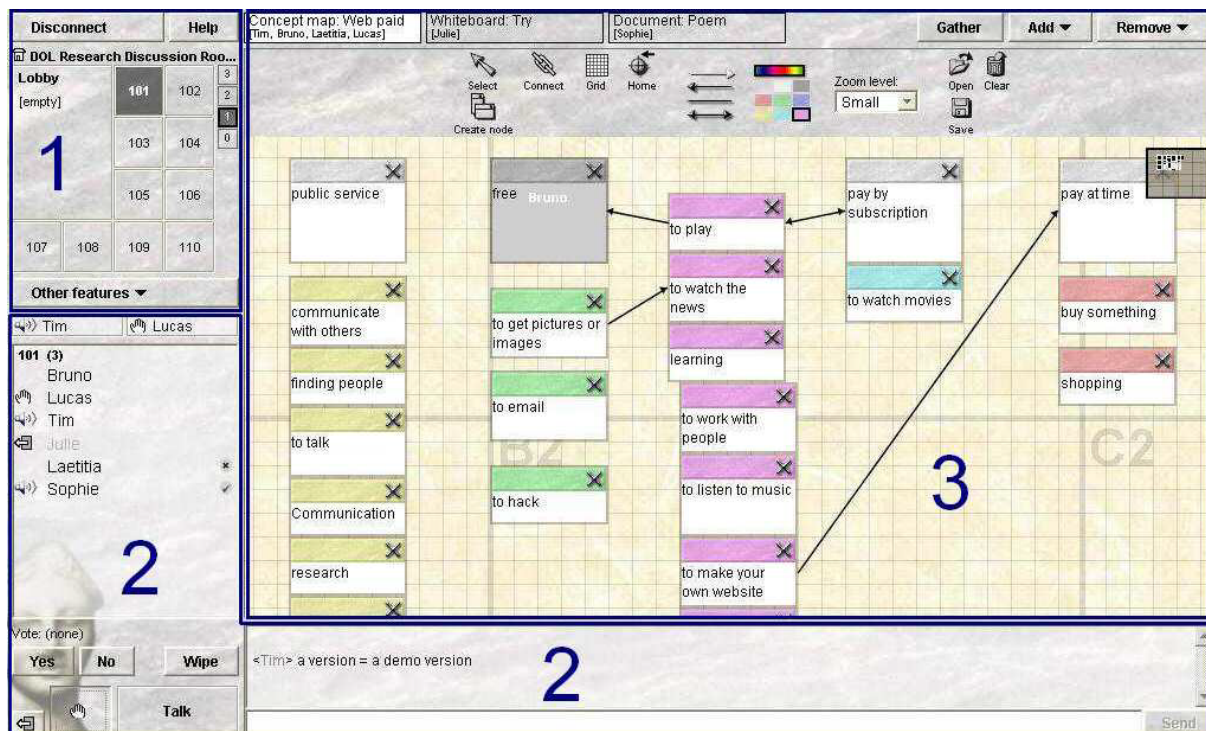 Disconnect
Help
DOL Research Discussion Roo...
Lobby
[empty]
101
102
3
2
1
0
103
104
105
106
107
108
109
110
1
Other features
Tim
Lucas
101 (3)
Bruno
Lucas
Tim
Julie
Laetitia
Sophie
2
Vote: (none)
Yes
No
Wipe
Talk
Concept map: Web paid
[Tim, Bruno, Laetitia, Lucas]
Whiteboard: Try
[Julie]
Document: Poem
[Sophie]
Gather
Add
Remove
Select
Connect
Grid
Home
Create node
Zoom level:
Small
Open
Clear
Save
public service
free
Bruno
to play
pay by
subscription
pay at time
communicate
with others
to get pictures or
images
to watch the
news
to watch movies
buy something
finding people
learning
shopping
to email
to talk
to work with
people
B2
C2
to listen to music
3
Communication
to hack
research
to make your
own website
<Tim> a version = a demo version
2
Send